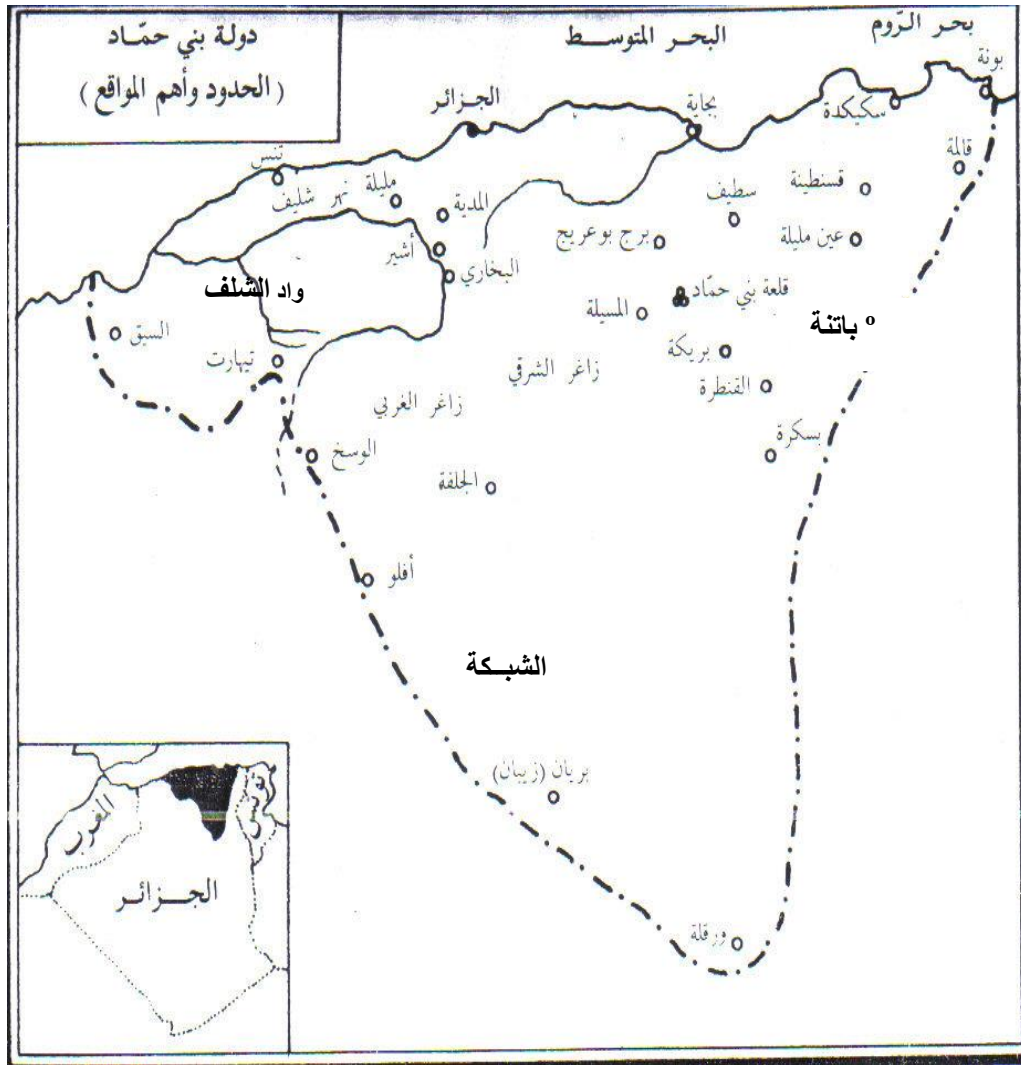 دولة بني حمّاد
( الحدود وأهم المواقع )
البحر المتوسط
بحر الرّوم
بونة
الجزائر
بجاية
سكيكدة
تنس
قالمة
مليلة
نهر شليف
المدية
سطيف
قسنطينة
أشير
برج بوعريج
عين مليلة
البخاري
واد الشلف
قلعة بني حمّاد
المسيلة
باتنة
السبق
تيهارت
بريكة
زاغر الشرقي
القنطرة
زاغر الغربي
بسكرة
الوسخ
الجلفة
أفلو
الشبكة
بريان (زيبان)
ورقلة
المغرب
تونس
الجزائر